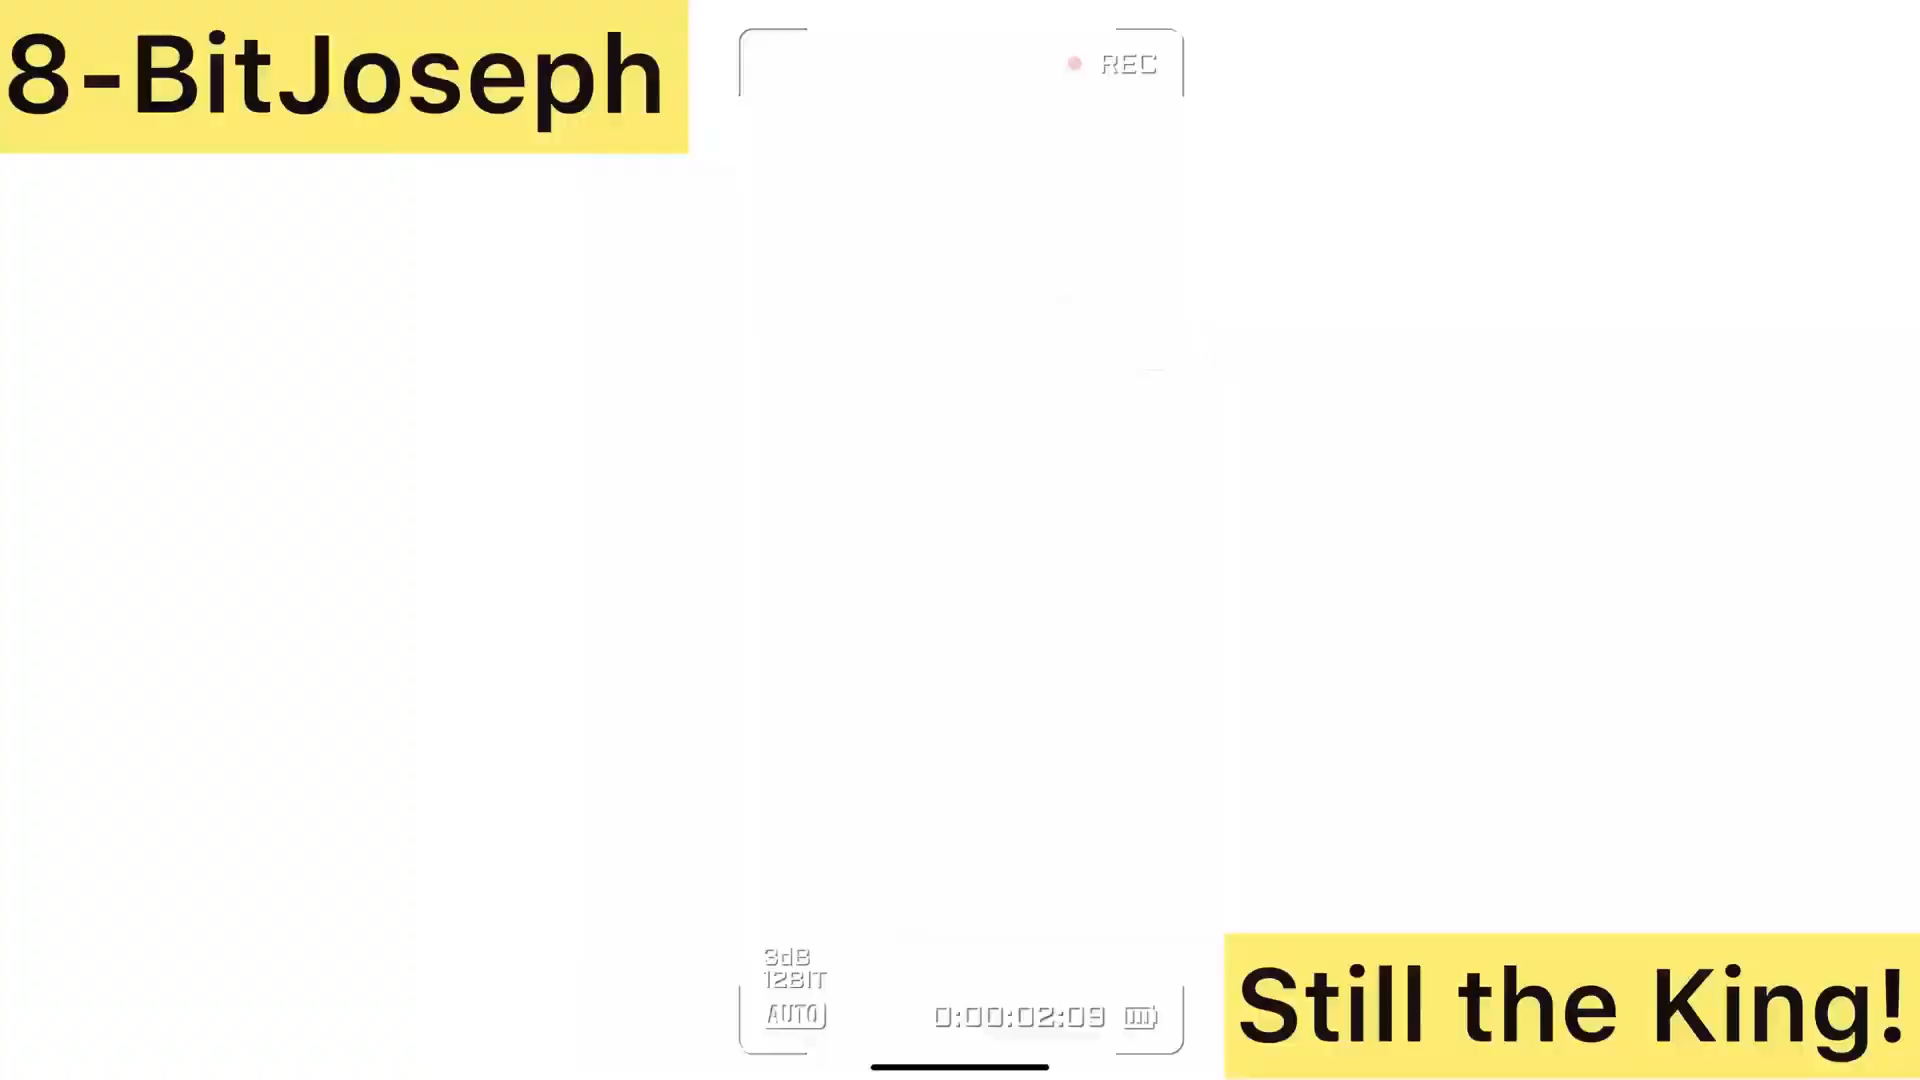 8-BitJoseph
REC
3dB
12BIT
AUTO
0:00:02:09
Still the King!